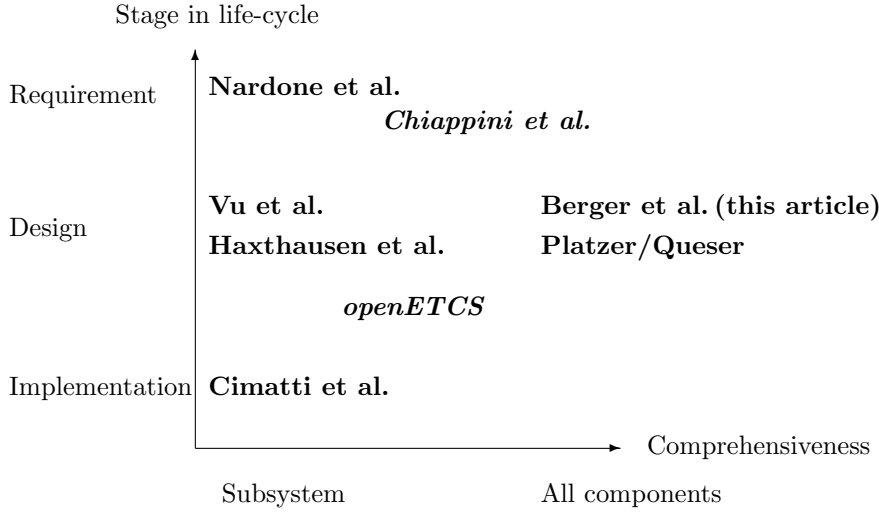 Stage in life-cycle
Requirement
Nardone et al.
Chiappini et al.
Design
Vu et al.
Berger et al. (this article)
Haxthausen et al.
Platzer/Queser
openETCS
Implementation
Cimatti et al.
Comprehensiveness
Subsystem
All components